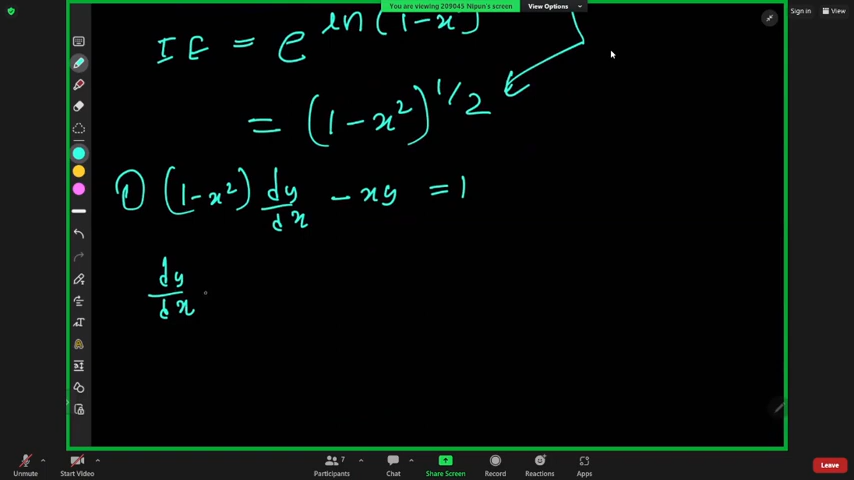 You are viewing 209045 Nipun's screen View Options
Sign in View
IF = e^ln(1-x
= (1-x²)^1/2
① (1-x²) dy/dx - xy = 1
dy/dx
Unmute Start Video Participants 7 Chat Share Screen Record Reactions Apps Leave